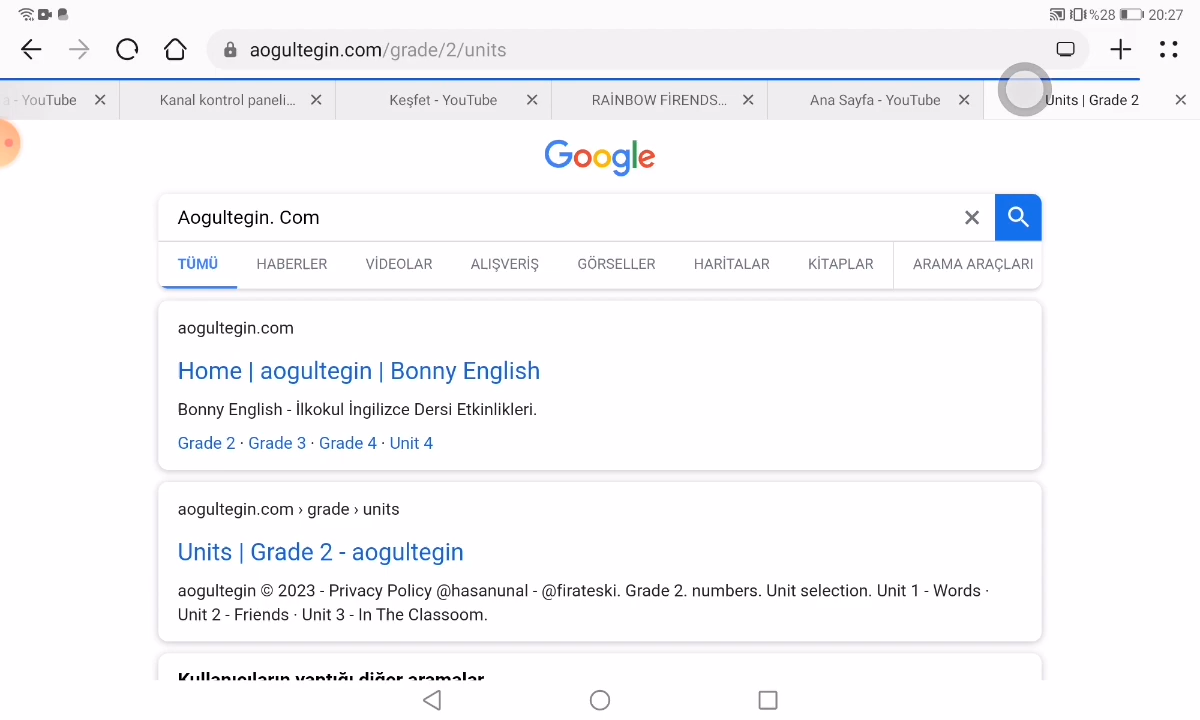 %28 20:27
aogultegin.com/grade/2/units
a - YouTube
Kanal kontrol paneli...
Keşfet - YouTube
RAİNBOW FİRENDS...
Ana Sayfa - YouTube
Units | Grade 2
Google
Aogultegin. Com
TÜMÜ HABERLER VİDEOLAR ALIŞVERİŞ GÖRSELLER HARİTALAR KİTAPLAR ARAMA ARAÇLARI
aogultegin.com
Home | aogultegin | Bonny English
Bonny English - İlkokul İngilizce Dersi Etkinlikleri.
Grade 2 · Grade 3 · Grade 4 · Unit 4
aogultegin.com › grade › units
Units | Grade 2 - aogultegin
aogultegin © 2023 - Privacy Policy @hasanunal - @firateski. Grade 2. numbers. Unit selection. Unit 1 - Words ·
Unit 2 - Friends · Unit 3 - In The Classoom.
Kullanıcıların yaptığı diğer aramalar